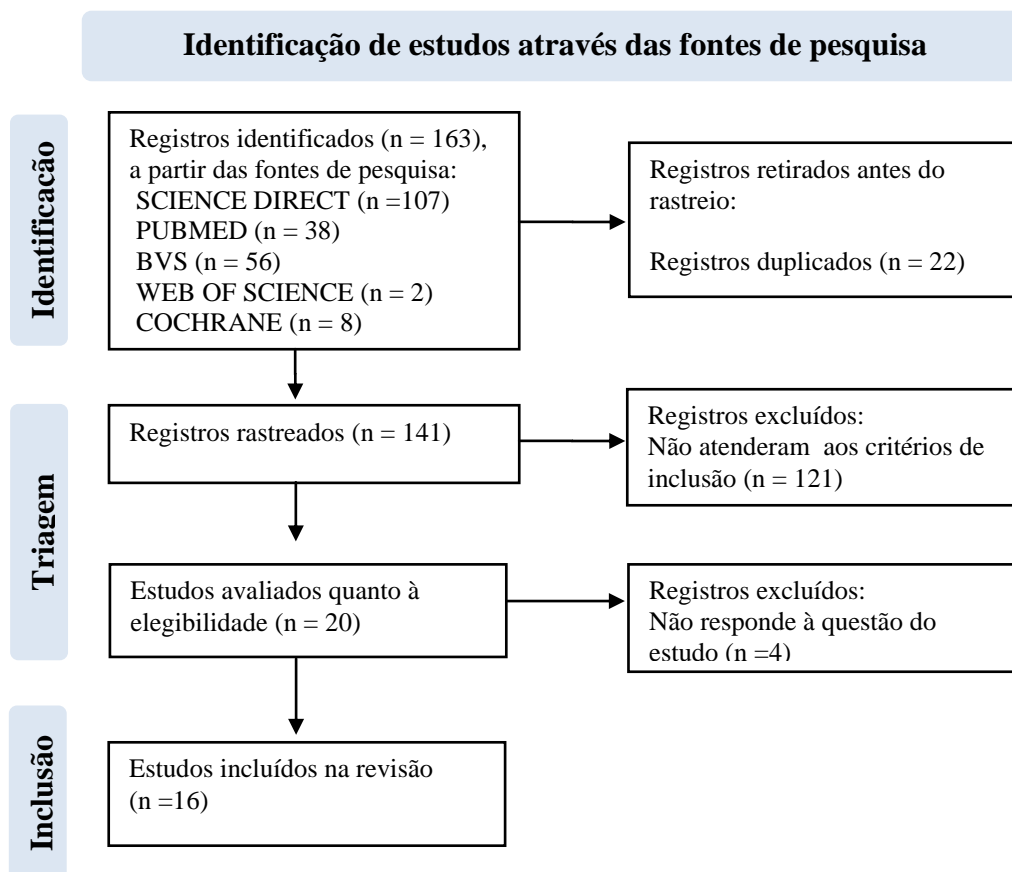 Identificação de estudos através das fontes de pesquisa
Identificação
Registros identificados (n = 163),
a partir das fontes de pesquisa:
SCIENCE DIRECT (n =107)
PUBMED (n = 38)
BVS (n = 56)
WEB OF SCIENCE (n = 2)
COCHRANE (n = 8)
Registros retirados antes do
rastreio:
Registros duplicados (n = 22)
Triagem
Registros rastreados (n = 141)
Registros excluídos:
Não atenderam aos critérios de
inclusão (n = 121)
Estudos avaliados quanto à
elegibilidade (n = 20)
Registros excluídos:
Não responde à questão do
estudo (n =4)
Inclusão
Estudos incluídos na revisão
(n =16)